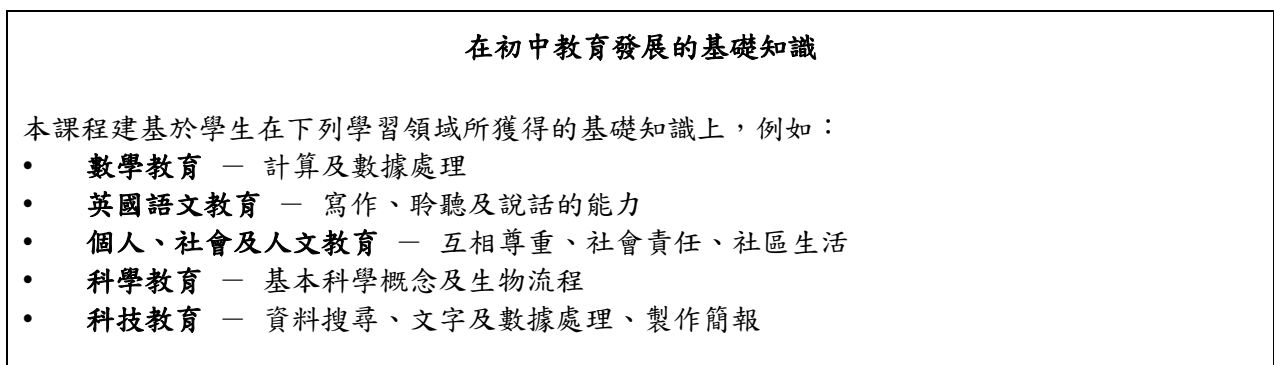 在初中教育發展的基礎知識
本課程建基於學生在下列學習領域所獲得的基礎知識上，例如：
• 數學教育 － 計算及數據處理
• 英國語文教育 － 寫作、聆聽及說話的能力
• 個人、社會及人文教育 － 互相尊重、社會責任、社區生活
• 科學教育 － 基本科學概念及生物流程
• 科技教育 － 資料搜尋、文字及數據處理、製作簡報